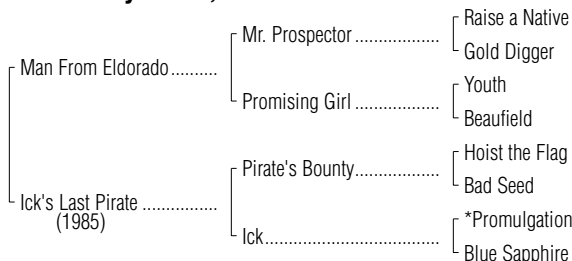 Raise a Native
Mr. Prospector ...................
Gold Digger
Man From Eldorado ..........
Youth
Promising Girl ...................
Beaufield
Hoist the Flag
Pirate's Bounty...................
Bad Seed
Ick's Last Pirate .................
(1985)
*Promulgation
Ick.......................................
Blue Sapphire